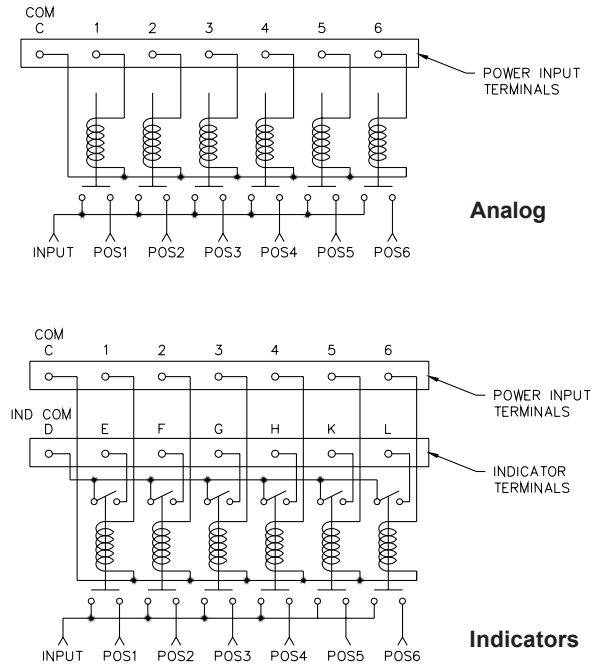 COM
C 1 2 3 4 5 6
POWER INPUT
TERMINALS
Analog
INPUT POS1 POS2 POS3 POS4 POS5 POS6
COM
C 1 2 3 4 5 6
POWER INPUT
TERMINALS
IND COM
D E F G H K L
INDICATOR
TERMINALS
Indicators
INPUT POS1 POS2 POS3 POS4 POS5 POS6